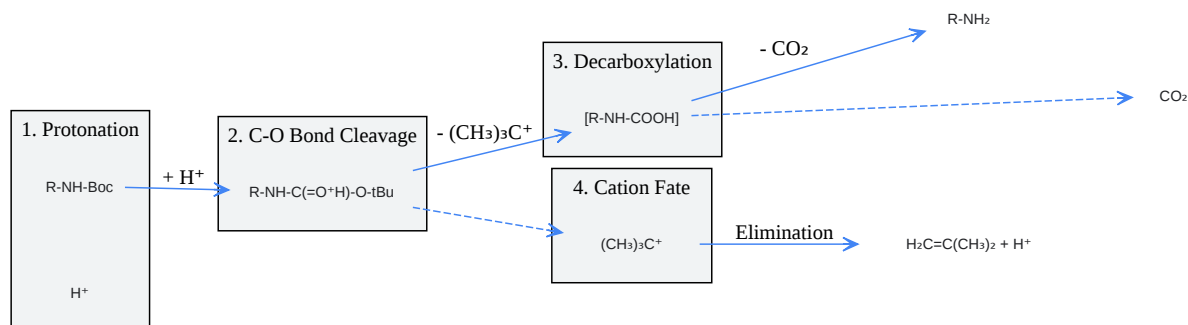 1. Protonation
R-NH-Boc
H⁺
+ H⁺
2. C-O Bond Cleavage
R-NH-C(=O⁺H)-O-tBu
- (CH₃)₃C⁺
3. Decarboxylation
[R-NH-COOH]
- CO₂
R-NH₂
CO₂
4. Cation Fate
(CH₃)₃C⁺
Elimination
H₂C=C(CH₃)₂ + H⁺